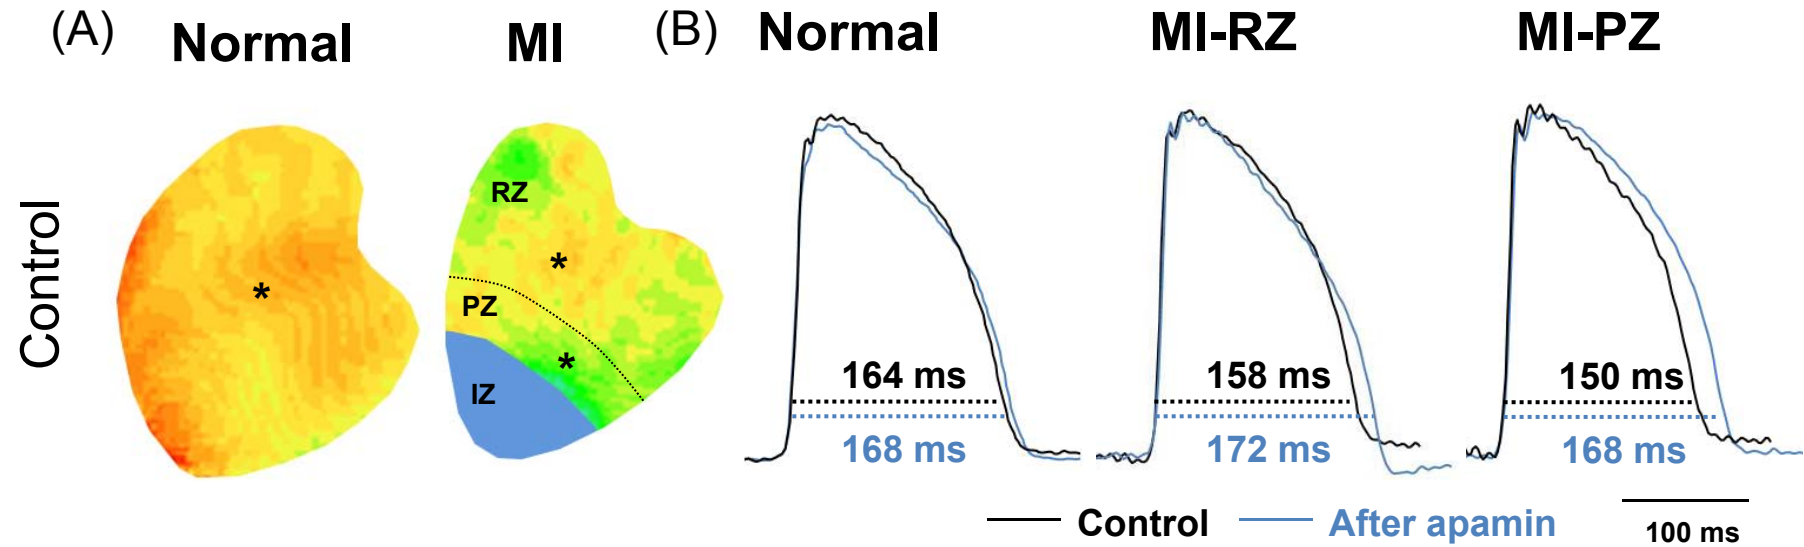 (A) Normal MI (B) Normal MI-RZ MI-PZ
Control
RZ
*
*
PZ
*
IZ
164 ms 158 ms 150 ms
168 ms 172 ms 168 ms
Control After apamin
100 ms